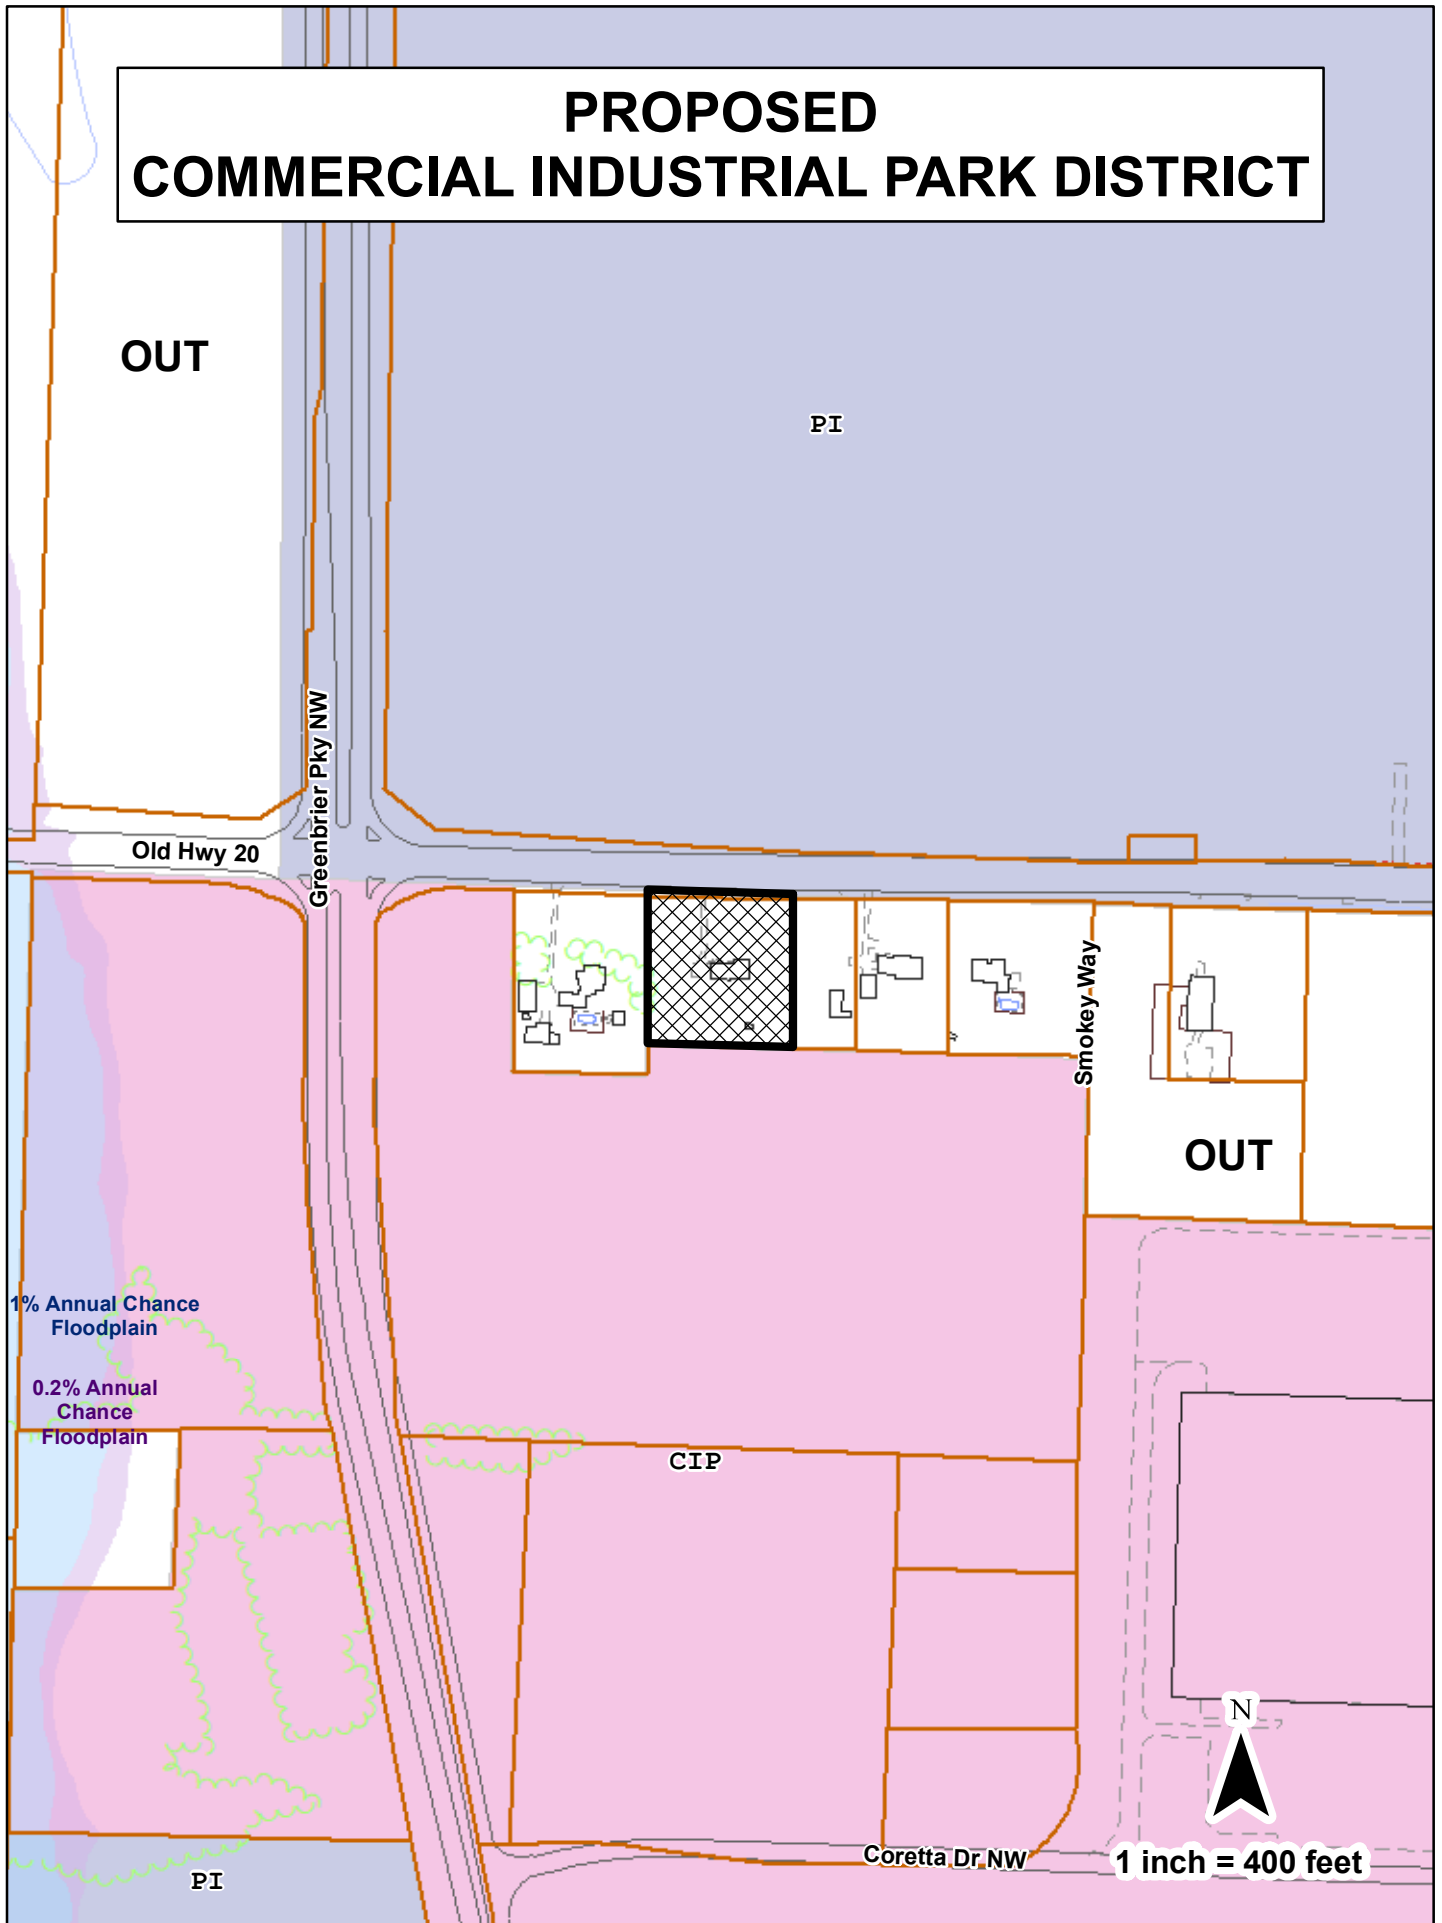 PROPOSED
COMMERCIAL INDUSTRIAL PARK DISTRICT
OUT
PI
Greenbrier Pky NW
Old Hwy 20
Smokey Way
OUT
1% Annual Chance
Floodplain
0.2% Annual
Chance
Floodplain
CIP
N
Coretta Dr NW
1 inch = 400 feet
PI